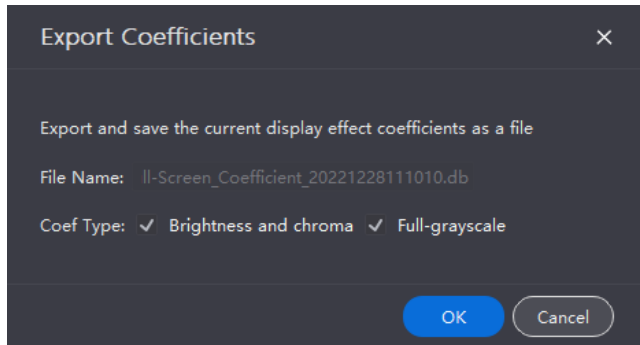 Export Coefficients
Export and save the current display effect coefficients as a file
File Name: ll-Screen_Coefficient_20221228111010.db
Coef Type: Brightness and chroma Full-grayscale
OK Cancel